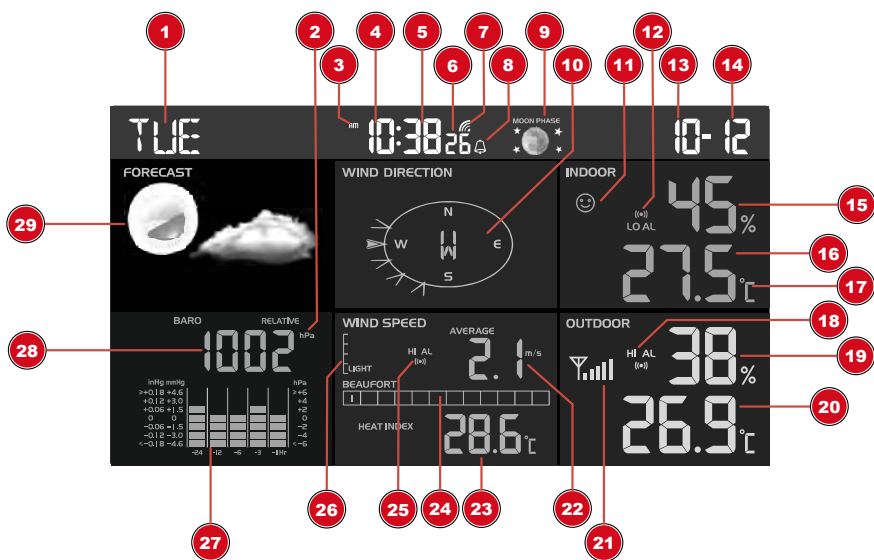 1 2 3 4 5 6 7 8 9 10 11 12 13 14
TUE AM 10:38 26 MOON PHASE 10-12
FORECAST
29
WIND DIRECTION
N
W W E
S
INDOOR
45 %
LO AL
27.5 °C
15
16
17
BARO RELATIVE
1002 hPa
28
inHg mmHg hPa
≥+0.18 +4.6 ≥+6
+0.12 +3.0 +4
+0.06 +1.5 +2
0 0 0
-0.06 -1.5 -2
-0.12 -3.0 -4
<-0.18 -4.6 <-6
-24 -12 -6 -3 -1Hr
WIND SPEED
AVERAGE
HI AL
2.1 m/s
LIGHT
BEAUFORT
1
HEAT INDEX
28.6 °C
OUTDOOR
HI AL
38 %
26.9 °C
18
19
20
27 26 25 24 23 22 21